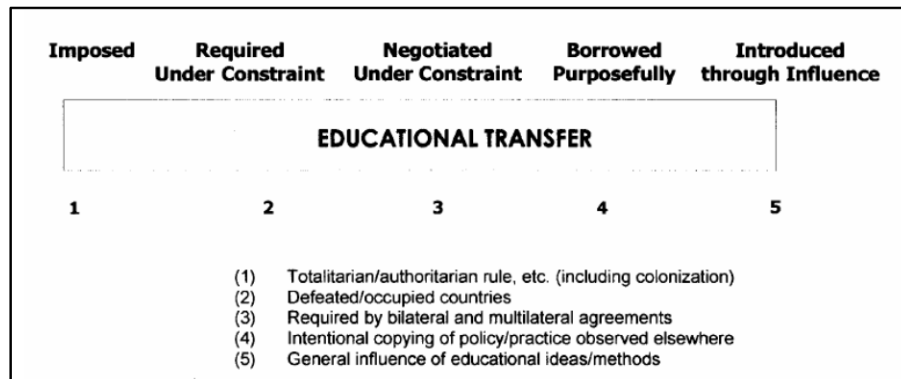 Imposed Required Negotiated Borrowed Introduced
Under Constraint Under Constraint Purposefully through Influence
EDUCATIONAL TRANSFER
1 2 3 4 5
(1) Totalitarian/authoritarian rule, etc. (including colonization)
(2) Defeated/occupied countries
(3) Required by bilateral and multilateral agreements
(4) Intentional copying of policy/practice observed elsewhere
(5) General influence of educational ideas/methods